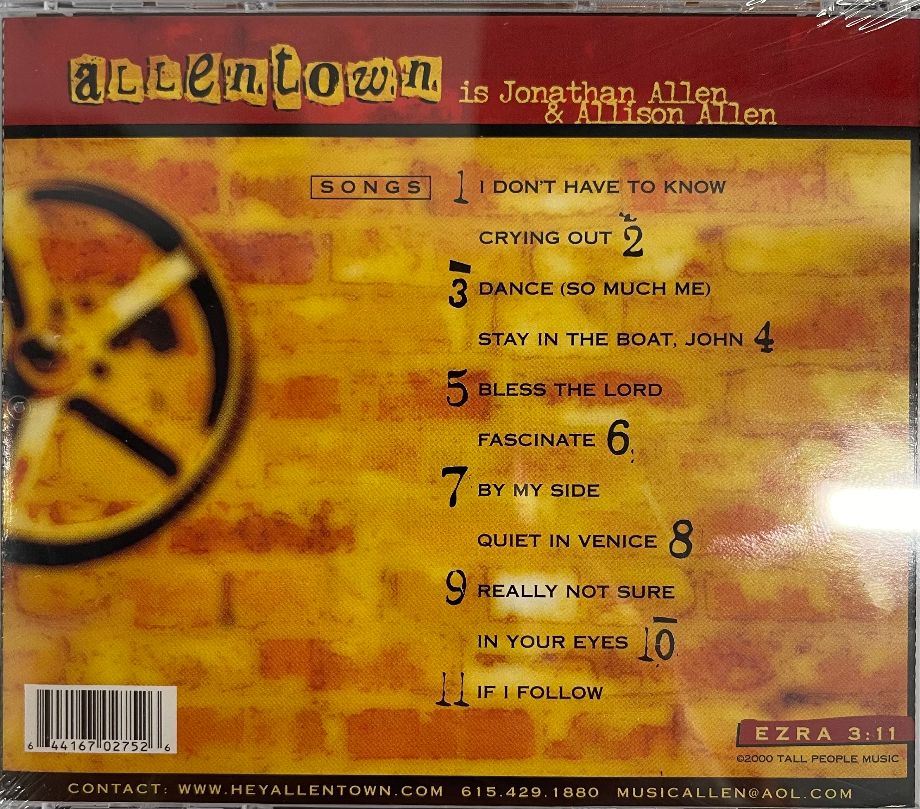 allentown is Jonathan Allen
& Allison Allen
SONGS 1 I DON'T HAVE TO KNOW
CRYING OUT 2
3 DANCE (SO MUCH ME)
STAY IN THE BOAT, JOHN 4
5 BLESS THE LORD
FASCINATE 6
7 BY MY SIDE
QUIET IN VENICE 8
9 REALLY NOT SURE
IN YOUR EYES 10
11 IF I FOLLOW
6 44167 02752 6
EZRA 3:11
©2000 TALL PEOPLE MUSIC
CONTACT: WWW.HEYALLENTOWN.COM 615.429.1880 MUSICALLEN@AOL.COM